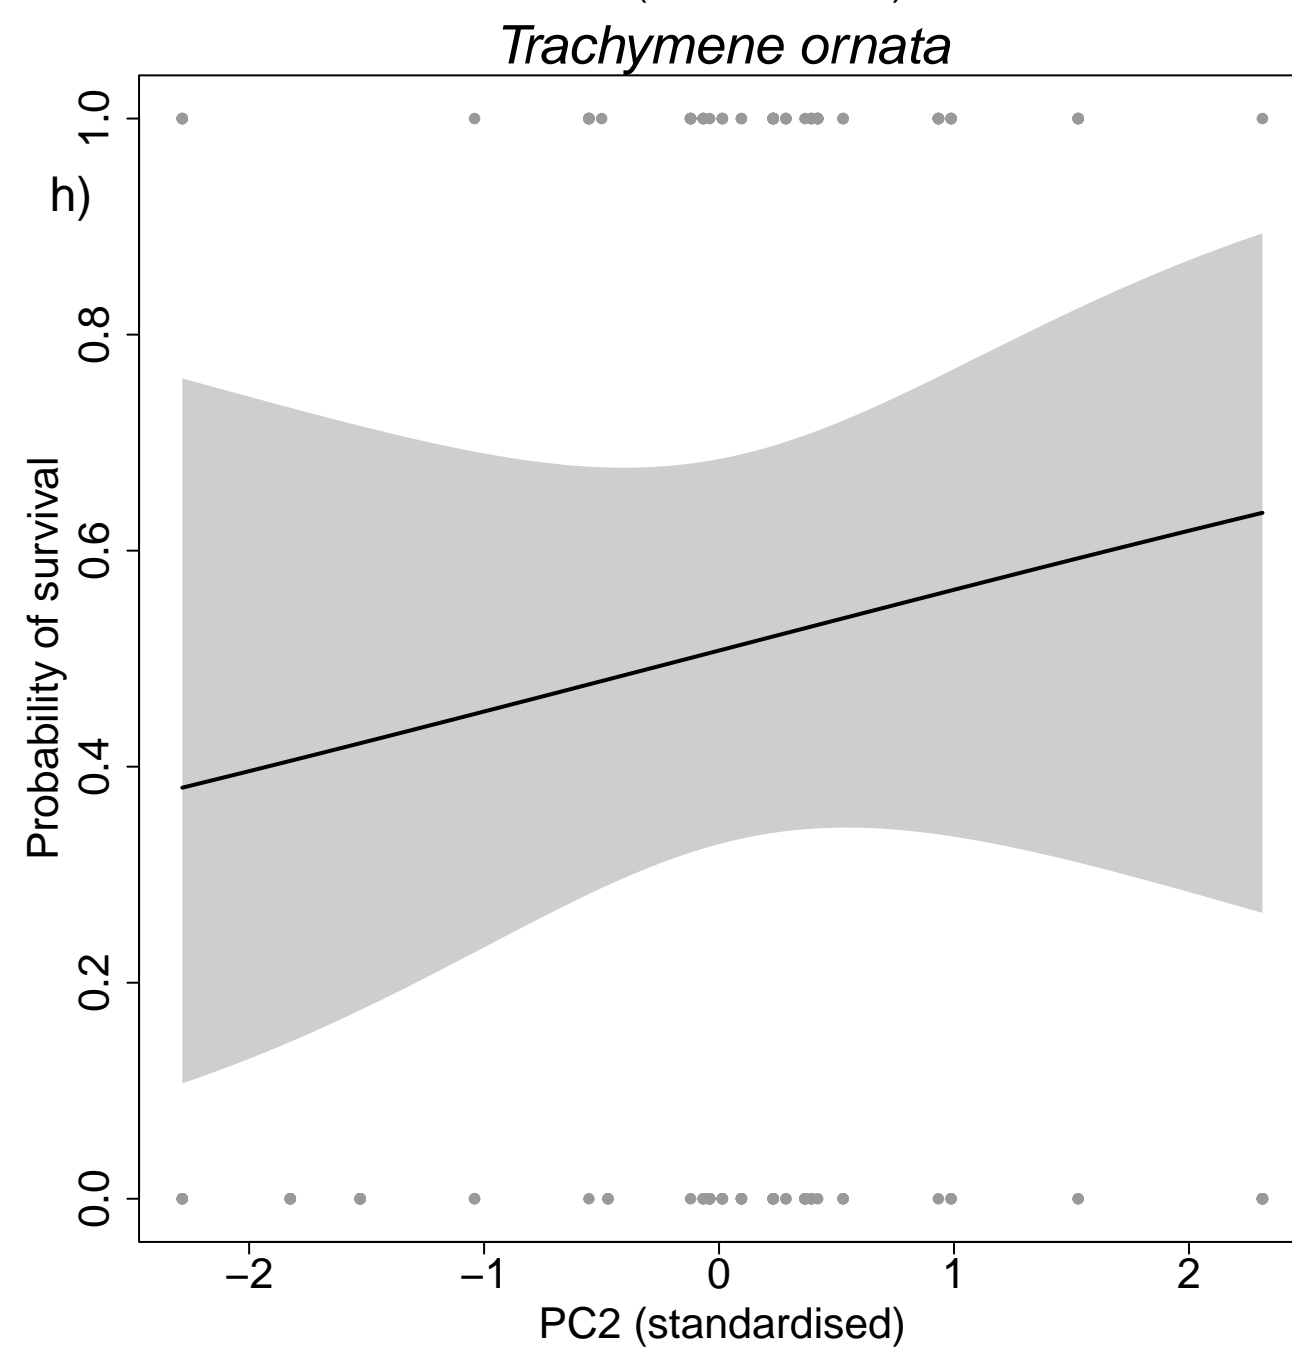 Trachymene ornata
h)
1.0
0.8
0.6
0.4
0.2
0.0
Probability of survival
−2 −1 0 1 2
PC2 (standardised)